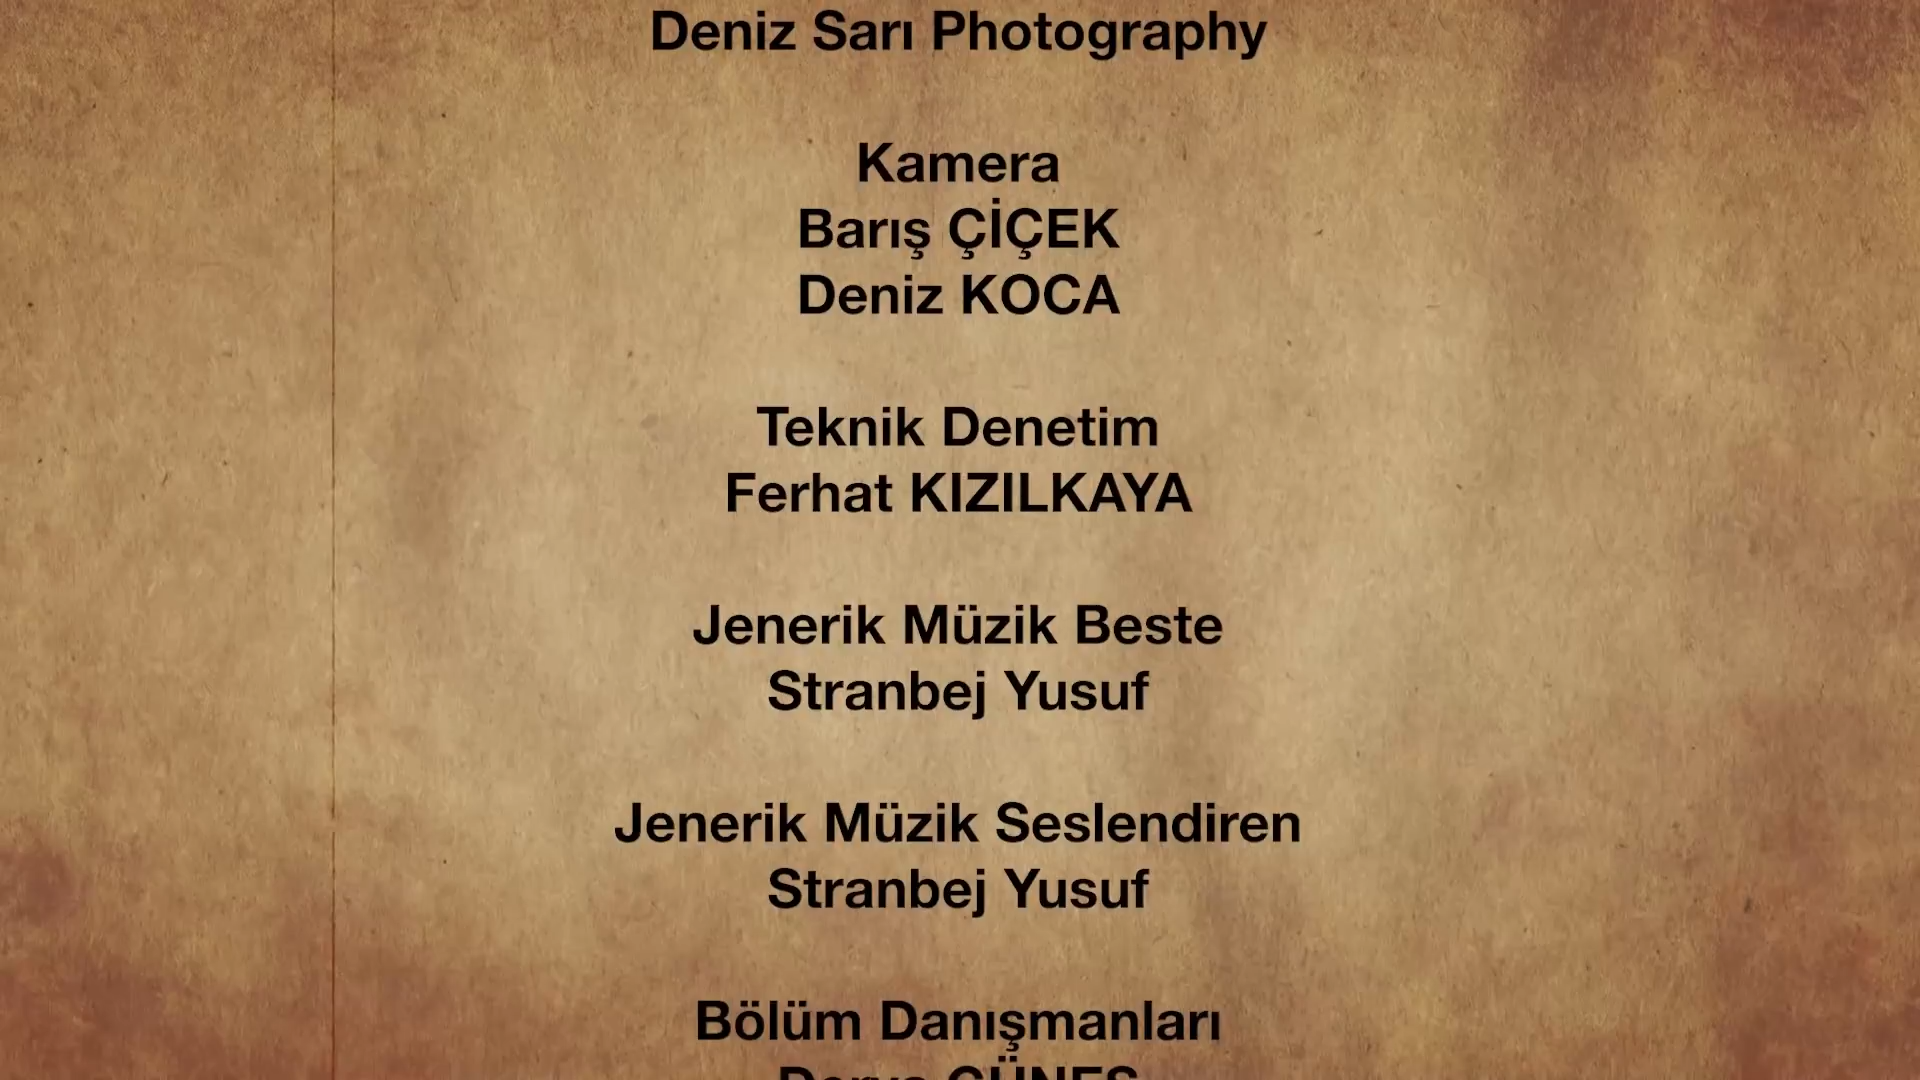 Deniz Sarı Photography
Kamera
Barış ÇİÇEK
Deniz KOCA
Teknik Denetim
Ferhat KIZILKAYA
Jenerik Müzik Beste
Stranbej Yusuf
Jenerik Müzik Seslendiren
Stranbej Yusuf
Bölüm Danışmanları